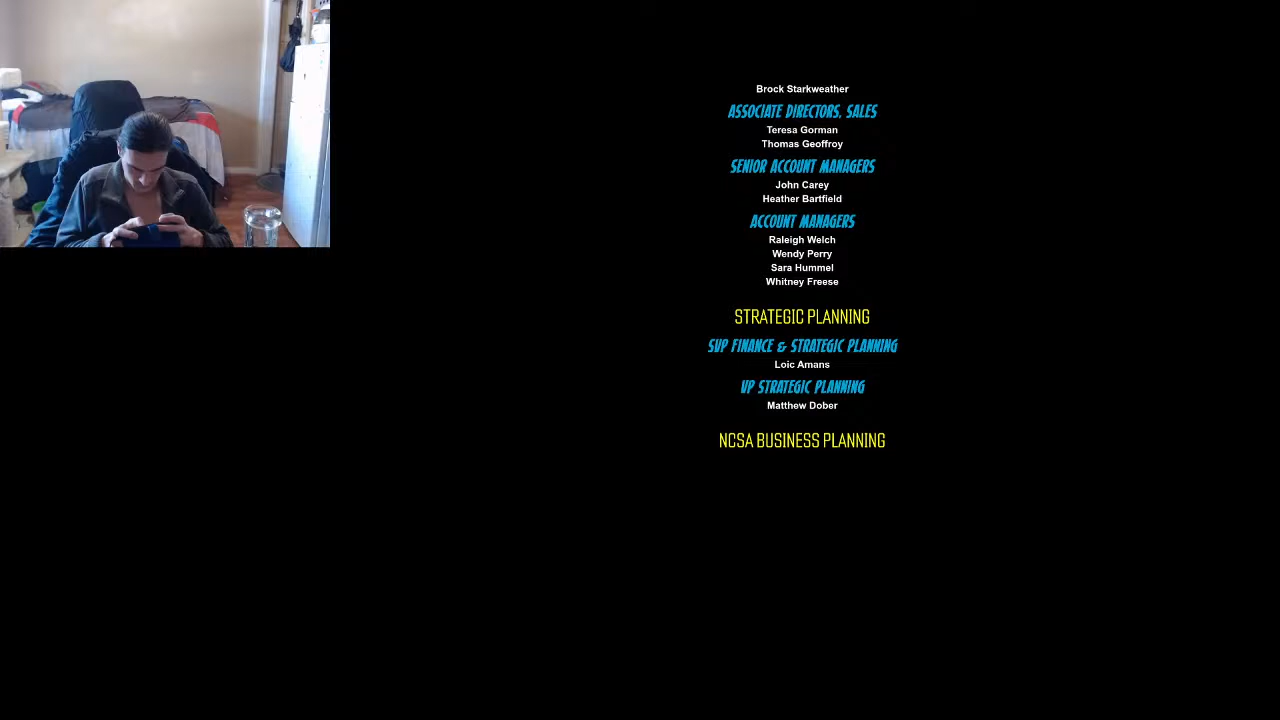 Brock Starkweather
ASSOCIATE DIRECTORS, SALES
Teresa Gorman
Thomas Geoffroy
SENIOR ACCOUNT MANAGERS
John Carey
Heather Bartfield
ACCOUNT MANAGERS
Raleigh Welch
Wendy Perry
Sara Hummel
Whitney Freese
STRATEGIC PLANNING
SVP FINANCE & STRATEGIC PLANNING
Loic Amans
VP STRATEGIC PLANNING
Matthew Dober
NCSA BUSINESS PLANNING